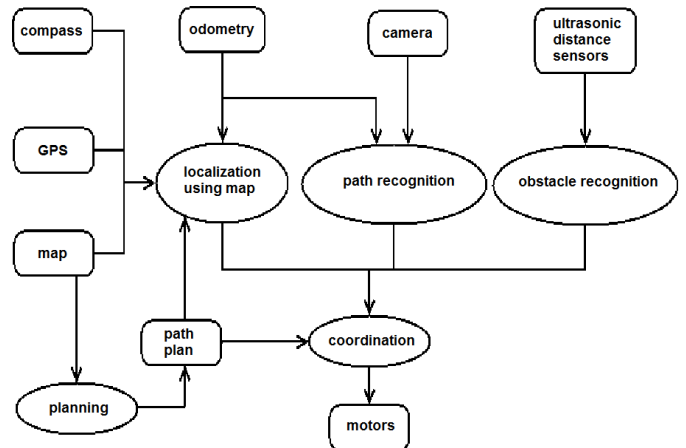 compass
odometry
camera
ultrasonic
distance
sensors
GPS
localization
using map
path recognition
obstacle recognition
map
path
plan
coordination
planning
motors